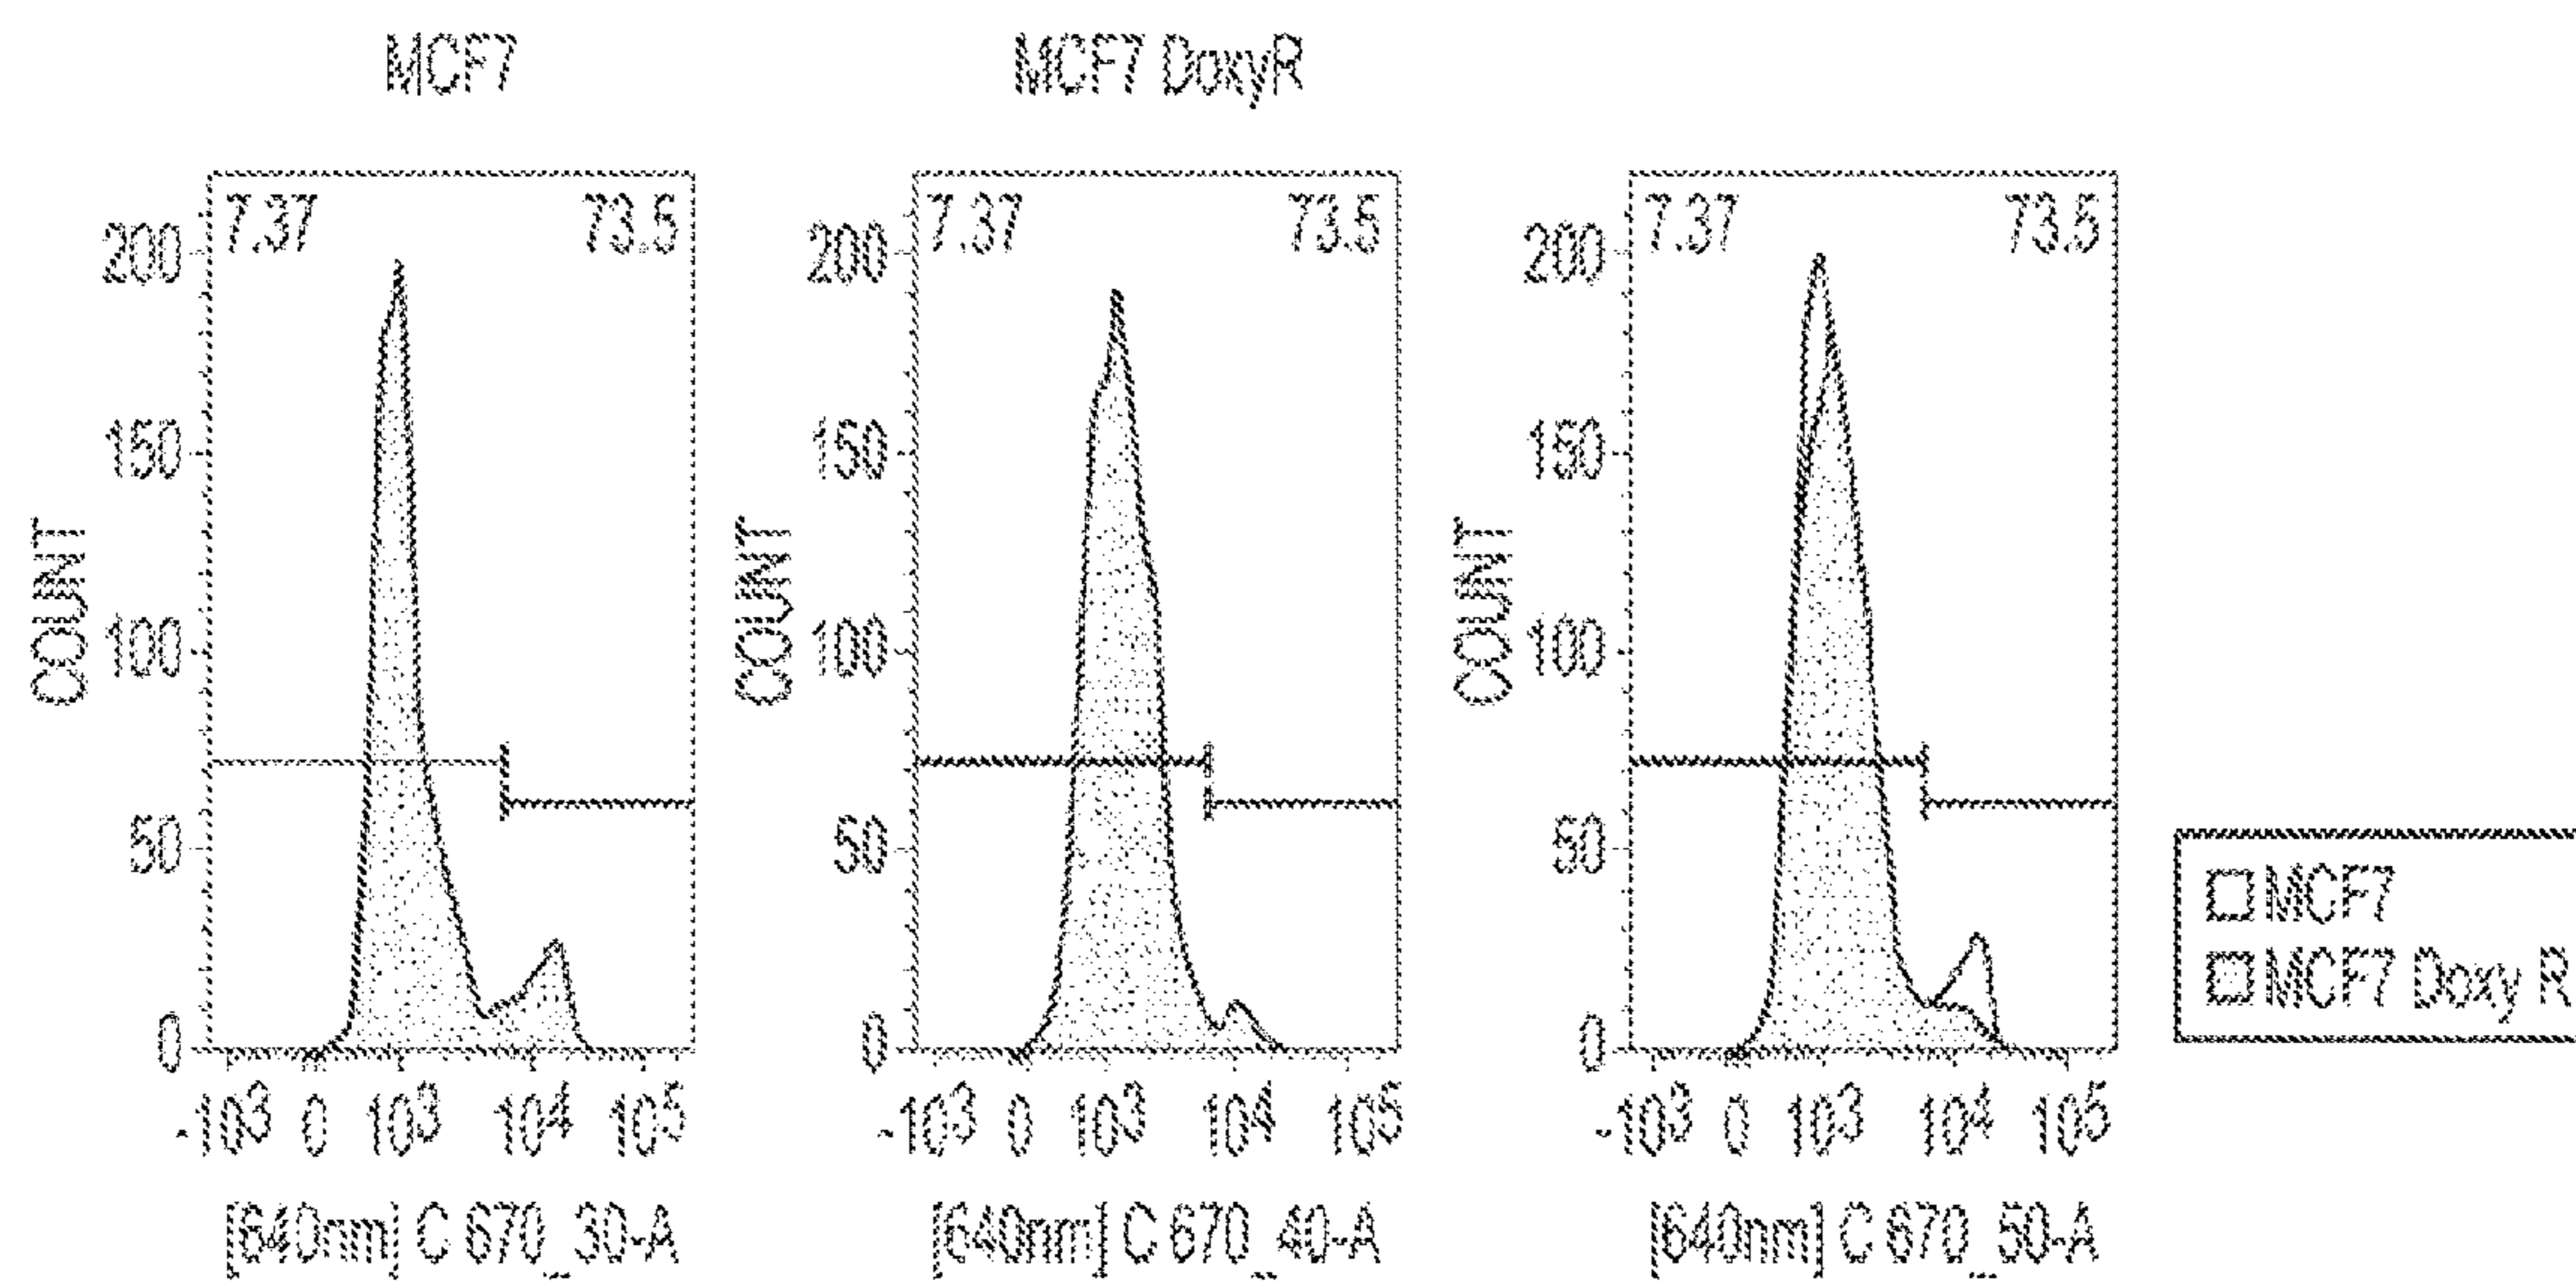 MCF7
MCF7 DoxyR
7.37 73.5
7.37 73.5
7.37 73.5
COUNT
200
150
100
50
0
COUNT
200
150
100
50
0
COUNT
200
150
100
50
0
-10³ 0 10³ 10⁴ 10⁵
-10³ 0 10³ 10⁴ 10⁵
-10³ 0 10³ 10⁴ 10⁵
[640nm] C 670_30-A
[640nm] C 670_40-A
[640nm] C 670_50-A
MCF7
MCF7 Doxy R